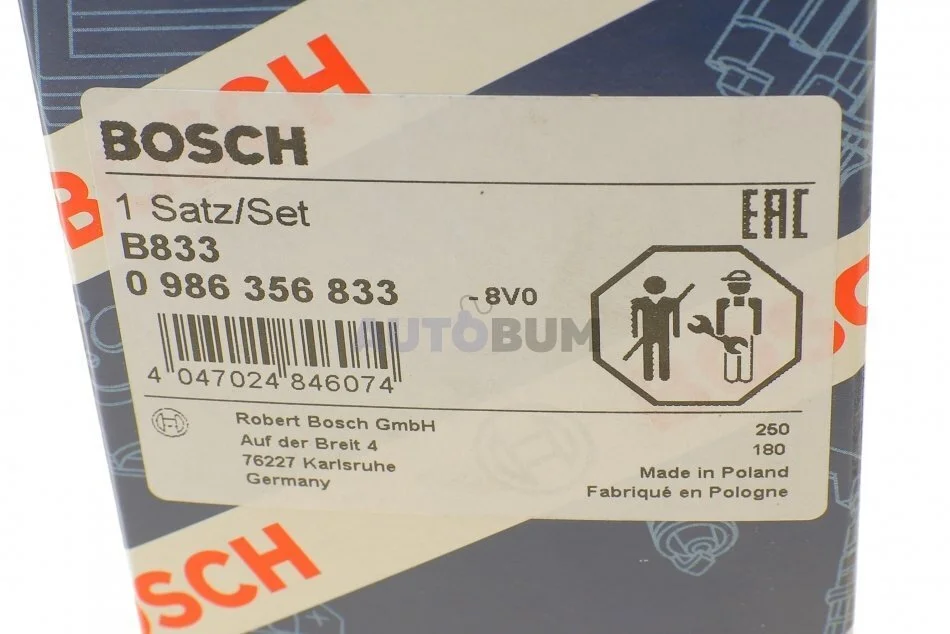 BOSCH
BOSCH
1 Satz/Set
EAC
B833
0 986 356 833
- 8V0
AUTOBUM
4 047024 846074
Robert Bosch GmbH
Auf der Breit 4
76227 Karlsruhe
Germany
250
180
Made in Poland
Fabriqué en Pologne
BOSCH